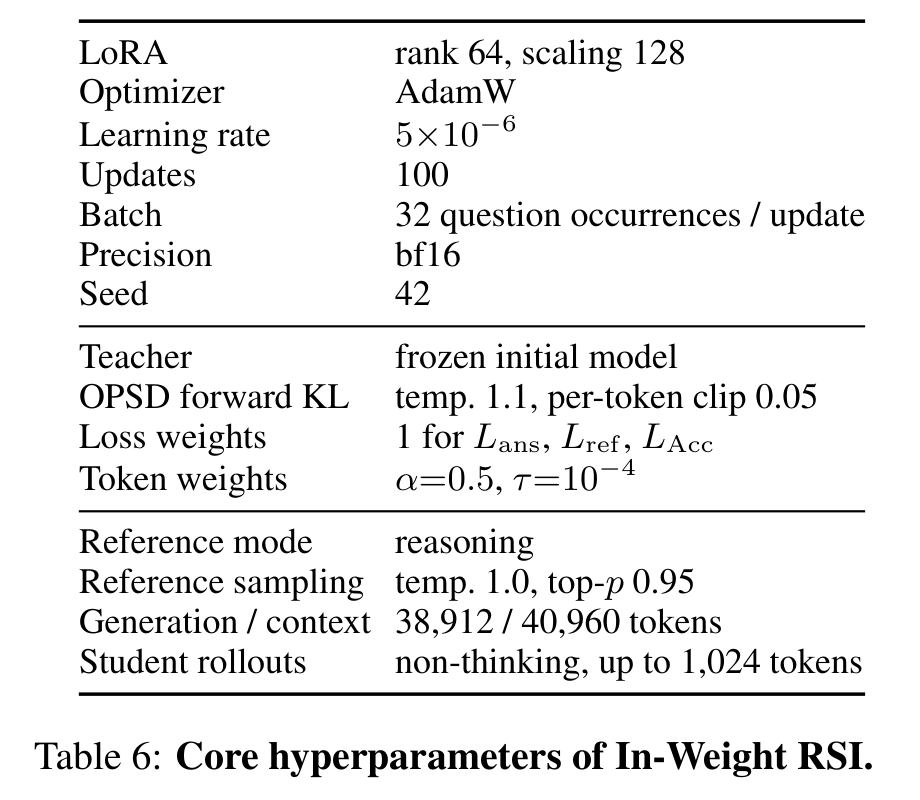 LoRA rank 64, scaling 128
Optimizer AdamW
Learning rate 5×10⁻⁶
Updates 100
Batch 32 question occurrences / update
Precision bf16
Seed 42
Teacher frozen initial model
OPSD forward KL temp. 1.1, per-token clip 0.05
Loss weights 1 for L_ans, L_ref, L_Acc
Token weights α=0.5, τ=10⁻⁴
Reference mode reasoning
Reference sampling temp. 1.0, top-p 0.95
Generation / context 38,912 / 40,960 tokens
Student rollouts non-thinking, up to 1,024 tokens
Table 6: Core hyperparameters of In-Weight RSI.